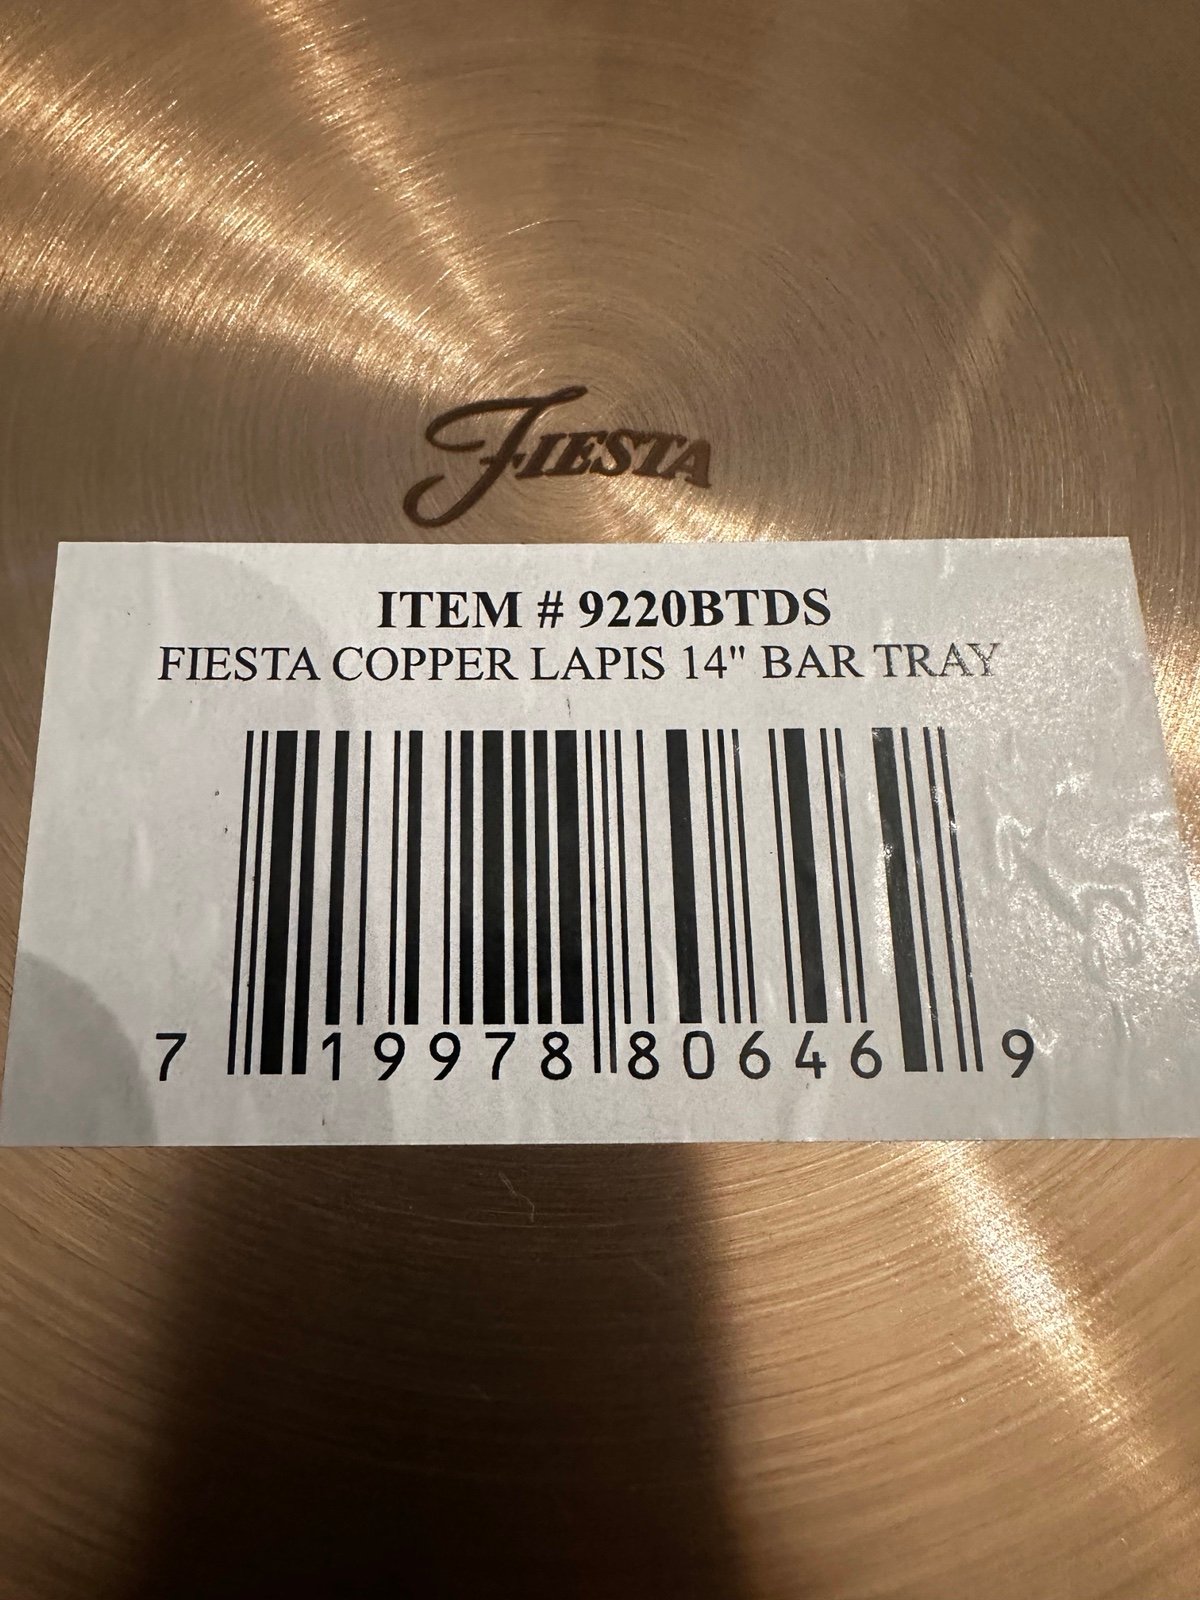 FIESTA
ITEM # 9220BTDS
FIESTA COPPER LAPIS 14" BAR TRAY
7 19978 80646 9